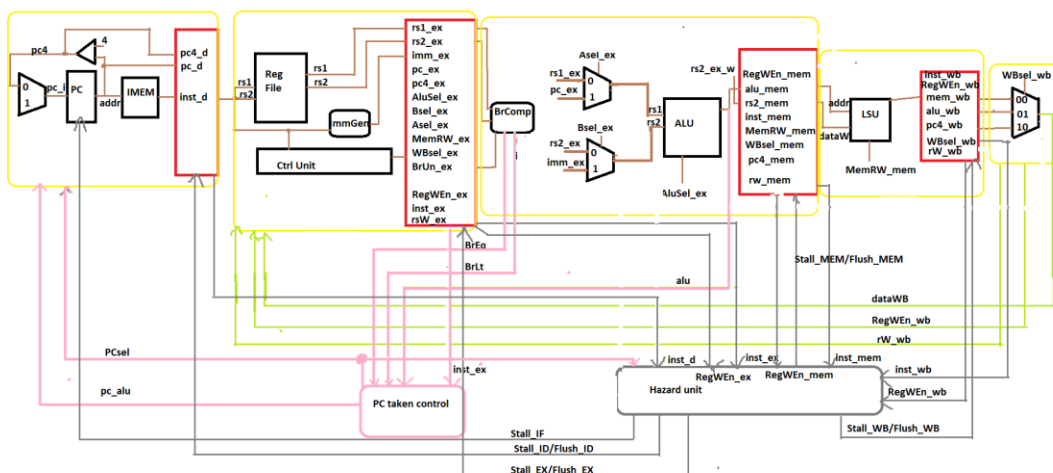 pc4
4
0
1
pc_i
PC
addr
IMEM
pc4_d
pc_d
inst_d
rs1
rs2
Reg
File
rs1
rs2
mmGen
Ctrl Unit
rs1_ex
rs2_ex
imm_ex
pc_ex
pc4_ex
AluSel_ex
Bsel_ex
Asel_ex
MemRW_ex
WBsel_ex
BrUn_ex
RegWEn_ex
inst_ex
rsW_ex
BrComp
i
Asel_ex
rs1_ex
pc_ex
0
1
Bsel_ex
rs2_ex
imm_ex
0
1
rs1
rs2
ALU
AluSel_ex
rs2_ex_w
RegWEn_mem
alu_mem
rs2_mem
inst_mem
MemRW_mem
WBsel_mem
pc4_mem
rw_mem
addr
dataW
LSU
MemRW_mem
inst_wb
RegWEn_wb
mem_wb
alu_wb
pc4_wb
WBsel_wb
rW_wb
WBsel_wb
00
01
10
BrEq
BrLt
alu
Stall_MEM/Flush_MEM
dataWB
RegWEn_wb
rW_wb
PCsel
pc_alu
inst_ex
PC taken control
inst_d
inst_ex
inst_mem
RegWEn_ex
RegWEn_mem
Hazard unit
inst_wb
RegWEn_wb
Stall_IF
Stall_ID/Flush_ID
Stall_EX/Flush_EX
Stall_WB/Flush_WB